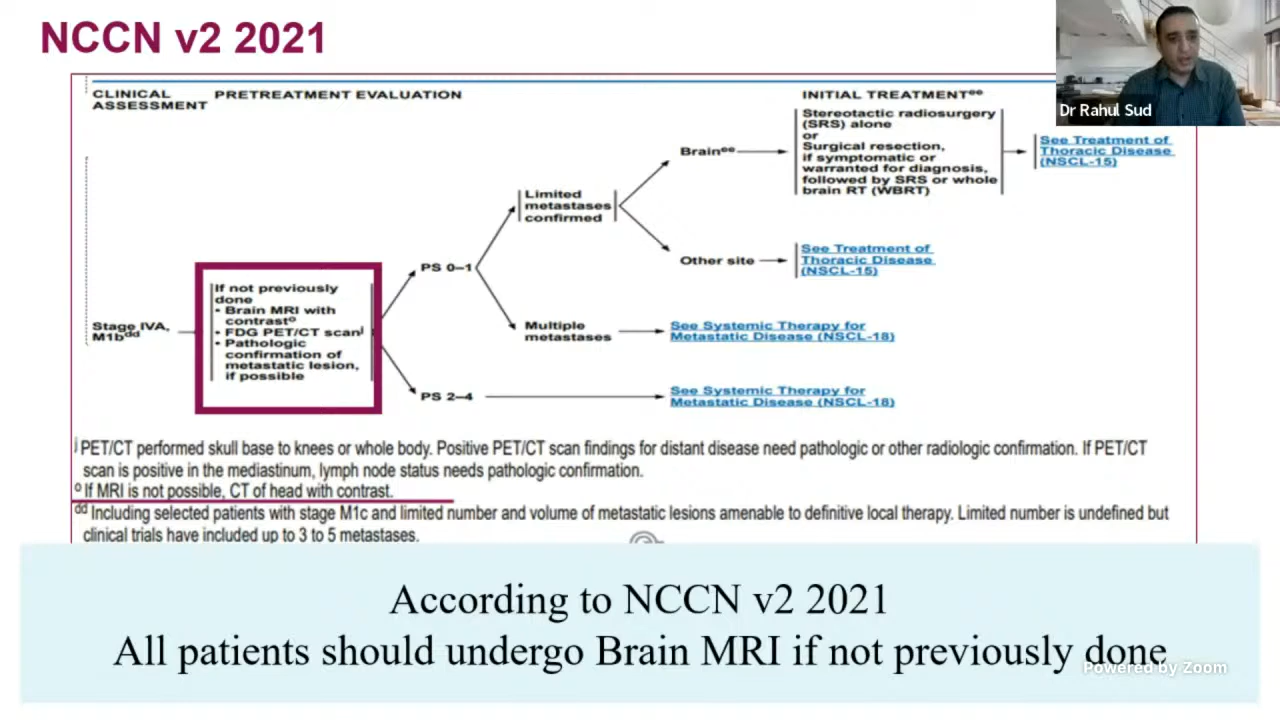 NCCN v2 2021
Dr Rahul Sud
CLINICAL
ASSESSMENT
PRETREATMENT EVALUATION
INITIAL TREATMENTee
Stage IVA,
M1bdd
If not previously
done
• Brain MRI with
contrasto
• FDG PET/CT scanj
• Pathologic
confirmation of
metastatic lesion,
if possible
PS 0–1
PS 2–4
Limited
metastases
confirmed
Multiple
metastases
Brainee
Other site
Stereotactic radiosurgery
(SRS) alone
or
Surgical resection,
if symptomatic or
warranted for diagnosis,
followed by SRS or whole
brain RT (WBRT)
See Treatment of
Thoracic Disease
(NSCL-15)
See Treatment of
Thoracic Disease
(NSCL-15)
See Systemic Therapy for
Metastatic Disease (NSCL-18)
See Systemic Therapy for
Metastatic Disease (NSCL-18)
j PET/CT performed skull base to knees or whole body. Positive PET/CT scan findings for distant disease need pathologic or other radiologic confirmation. If PET/CT
scan is positive in the mediastinum, lymph node status needs pathologic confirmation.
o If MRI is not possible, CT of head with contrast.
dd Including selected patients with stage M1c and limited number and volume of metastatic lesions amenable to definitive local therapy. Limited number is undefined but
clinical trials have included up to 3 to 5 metastases.
According to NCCN v2 2021
All patients should undergo Brain MRI if not previously done
Powered by Zoom